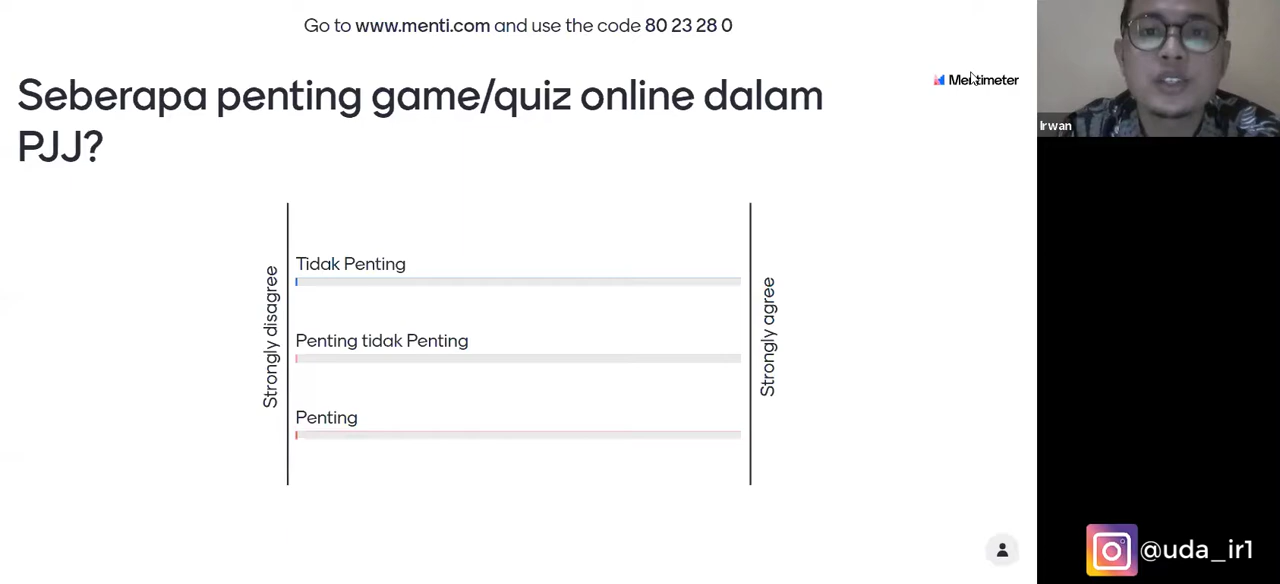 Go to www.menti.com and use the code 80 23 28 0
Seberapa penting game/quiz online dalam
PJJ?
Mentimeter
Irwan
Strongly disagree
Tidak Penting
Penting tidak Penting
Penting
Strongly agree
@uda_ir1